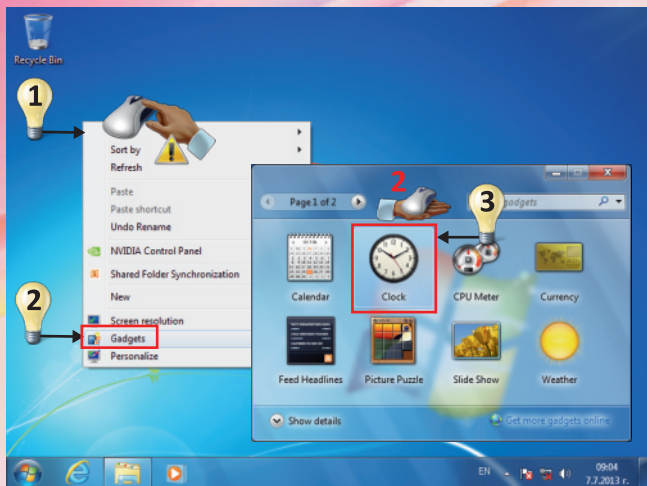 Recycle Bin
1
Sort by
Refresh
Paste
Paste shortcut
Undo Rename
NVIDIA Control Panel
Shared Folder Synchronization
New
Screen resolution
2
Gadgets
Personalize
Page 1 of 2
2
gadgets
3
Calendar
Clock
CPU Meter
Currency
Feed Headlines
Picture Puzzle
Slide Show
Weather
Show details
Get more gadgets online
EN
09:04
7.7.2013 г.